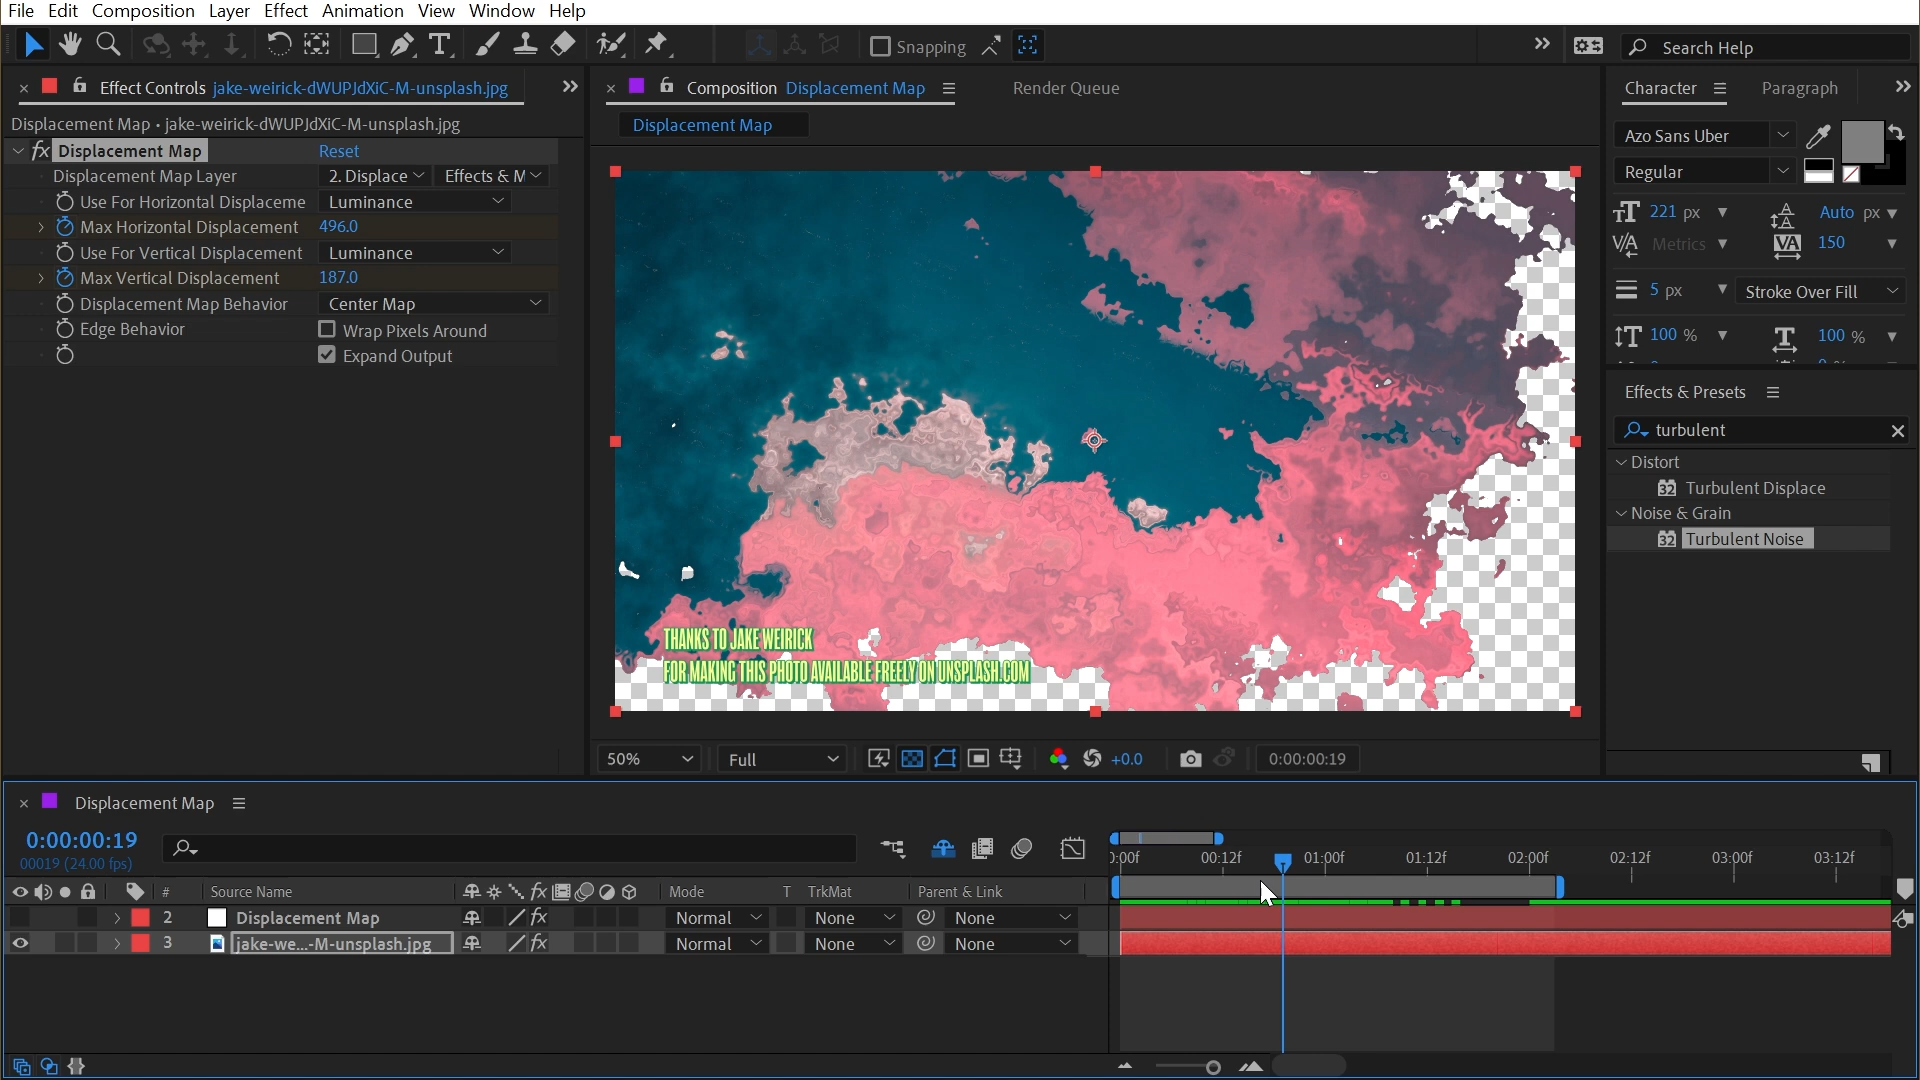 File Edit Composition Layer Effect Animation View Window Help
Snapping
Search Help
Effect Controls jake-weirick-dWUPJdXiC-M-unsplash.jpg
Displacement Map • jake-weirick-dWUPJdXiC-M-unsplash.jpg
fx Displacement Map Reset
Displacement Map Layer 2. Displace Effects & M
Use For Horizontal Displaceme Luminance
Max Horizontal Displacement 496.0
Use For Vertical Displacement Luminance
Max Vertical Displacement 187.0
Displacement Map Behavior Center Map
Edge Behavior Wrap Pixels Around
Expand Output
Composition Displacement Map
Render Queue
Displacement Map
THANKS TO JAKE WEIRICK
FOR MAKING THIS PHOTO AVAILABLE FREELY ON UNSPLASH.COM
50% Full +0.0 0:00:00:19
Character Paragraph
Azo Sans Uber
Regular
221 px Auto px
Metrics 150
5 px Stroke Over Fill
100 % 100 %
Effects & Presets
turbulent
Distort
32 Turbulent Displace
Noise & Grain
32 Turbulent Noise
Displacement Map
0:00:00:19
00019 (24.00 fps)
:00f 00:12f 01:00f 01:12f 02:00f 02:12f 03:00f 03:12f
# Source Name fx Mode T TrkMat Parent & Link
2 Displacement Map fx Normal None None
3 jake-we...-M-unsplash.jpg fx Normal None None